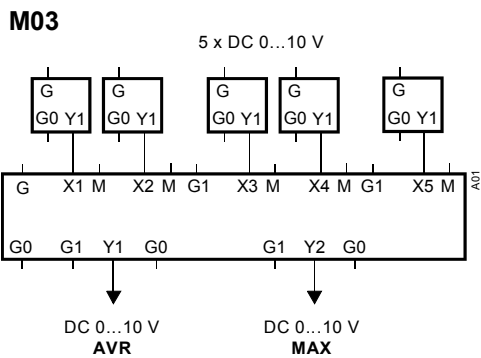 M03
5 x DC 0...10 V
G G G G G
G0 Y1 G0 Y1 G0 Y1 G0 Y1 G0 Y1
G X1 M X2 M G1 X3 M X4 M G1 X5 M
A01
G0 G1 Y1 G0 G1 Y2 G0
DC 0...10 V DC 0...10 V
AVR MAX